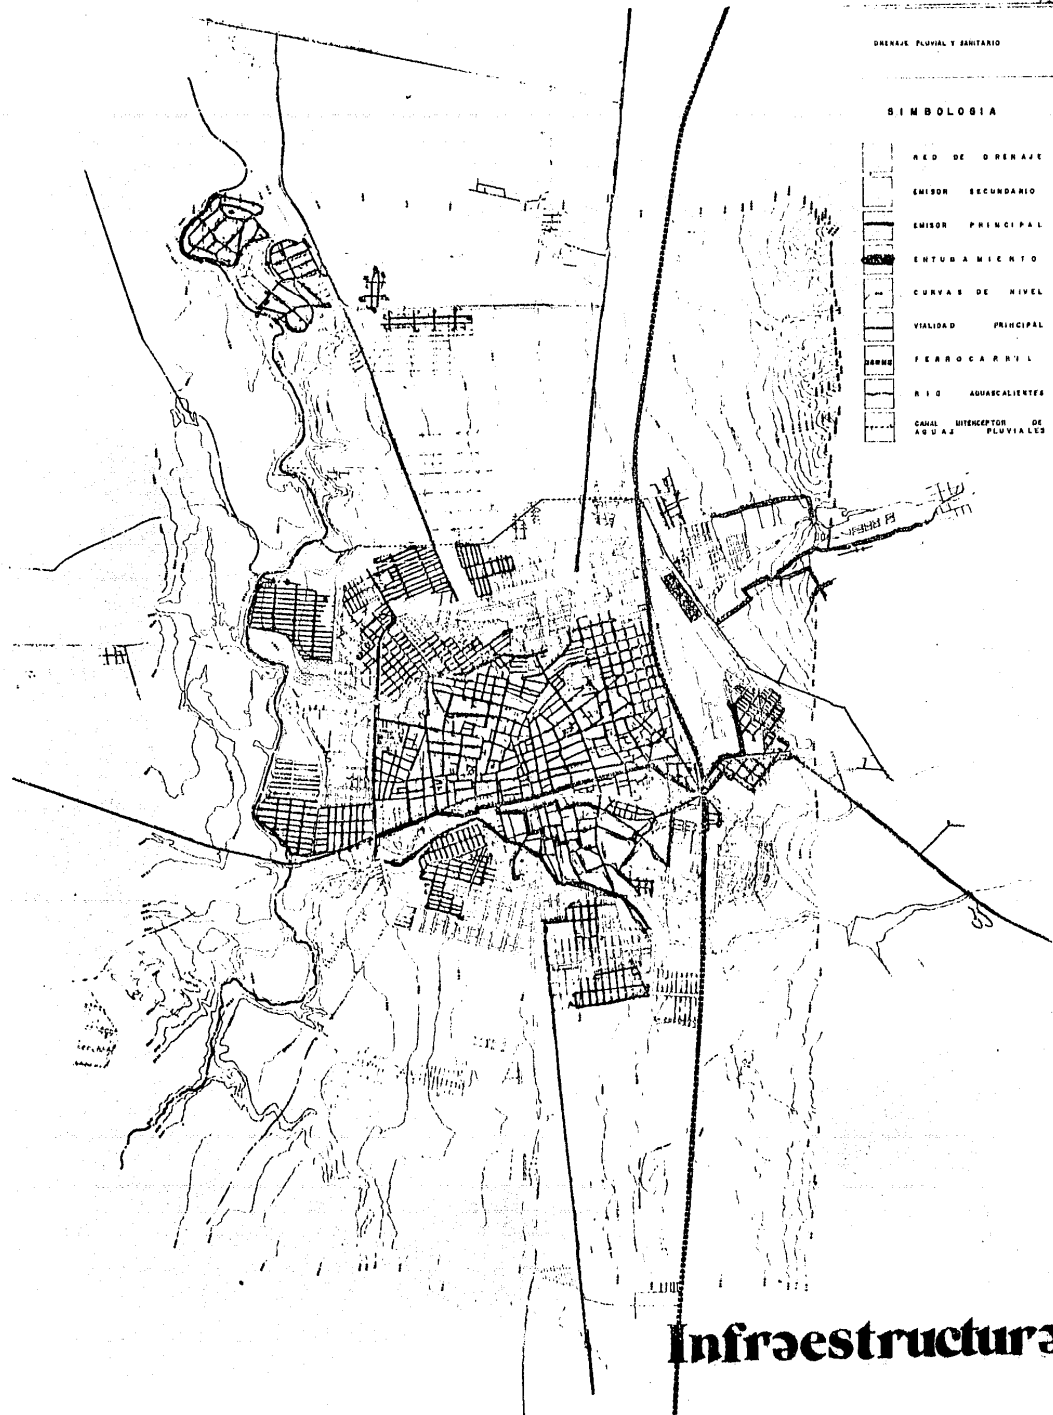 DRENAJE PLUVIAL Y SANITARIO
SIMBOLOGIA
RED DE DRENAJE
EMISOR SECUNDARIO
EMISOR PRINCIPAL
ENTUBAMIENTO
CURVAS DE NIVEL
VIALIDAD PRINCIPAL
FERROCARRIL
RIO AGUASCALIENTES
CANAL INTERCEPTOR DE
AGUAS PLUVIALES
Infraestructura